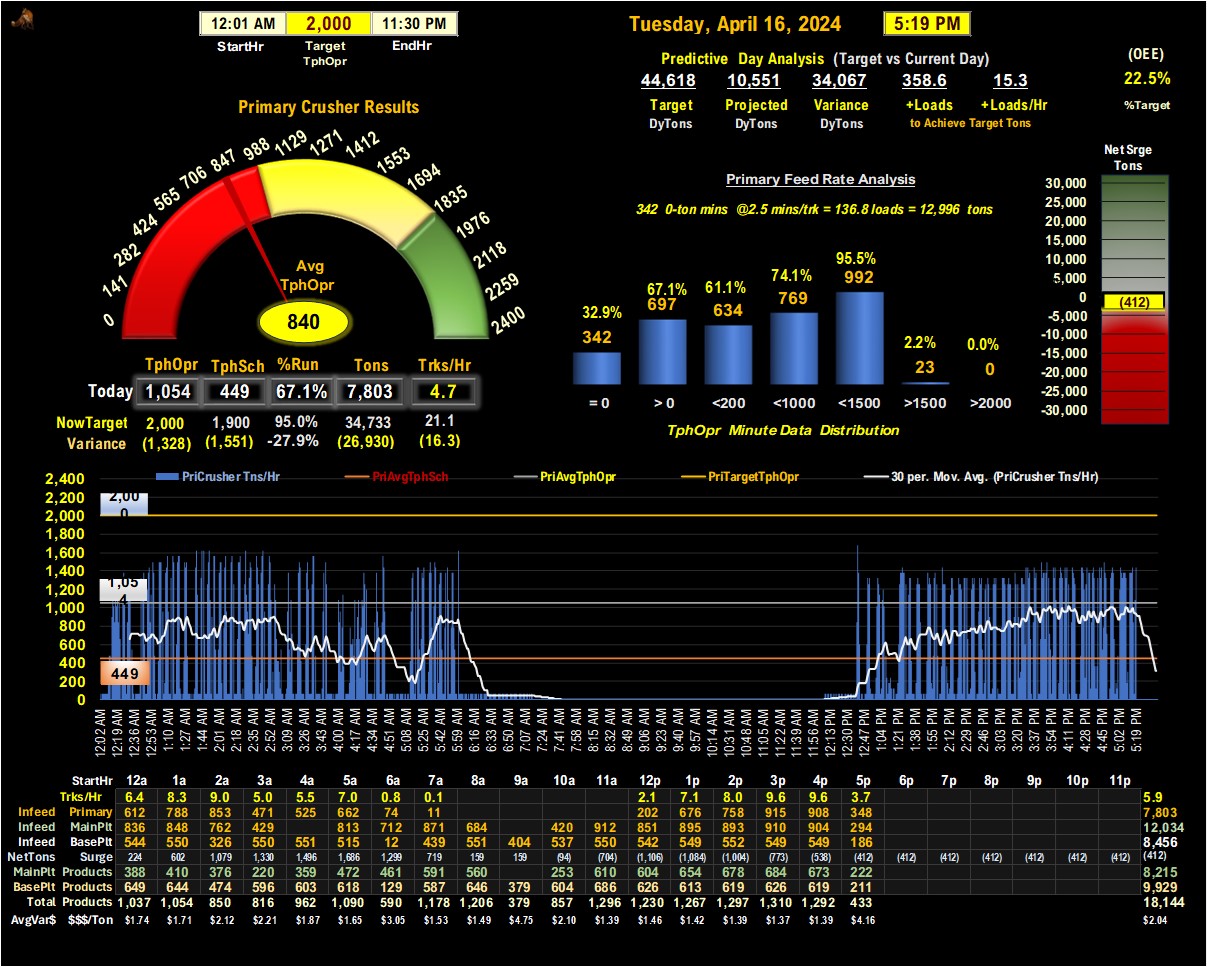 12:01 AM 2,000 11:30 PM
StartHr Target TphOpr EndHr
Tuesday, April 16, 2024 5:19 PM
Predictive Day Analysis (Target vs Current Day)
44,618 10,551 34,067 358.6 15.3
Target Projected Variance +Loads +Loads/Hr
DyTons DyTons DyTons to Achieve Target Tons
(OEE)
22.5%
%Target
Primary Crusher Results
0 141 282 424 565 706 847 988 1129 1271 1412 1553 1694 1835 1976 2118 2259 2400
Avg
TphOpr
840
TphOpr TphSch %Run Tons Trks/Hr
Today 1,054 449 67.1% 7,803 4.7
NowTarget 2,000 1,900 95.0% 34,733 21.1
Variance (1,328) (1,551) -27.9% (26,930) (16.3)
Primary Feed Rate Analysis
342 0-ton mins @2.5 mins/trk = 136.8 loads = 12,996 tons
32.9% 67.1% 61.1% 74.1% 95.5% 2.2% 0.0%
342 697 634 769 992 23 0
= 0 > 0 <200 <1000 <1500 >1500 >2000
TphOpr Minute Data Distribution
Net Srge
Tons
30,000
25,000
20,000
15,000
10,000
5,000
0
(412)
-5,000
-10,000
-15,000
-20,000
-25,000
-30,000
PriCrusher Tns/Hr PriAvgTphSch PriAvgTphOpr PriTargetTphOpr 30 per. Mov. Avg. (PriCrusher Tns/Hr)
2,400
2,200
2,000
1,800
1,600
1,400
1,200
1,000
800
600
400
200
0
2,00
0
1,05
4
449
12:02 AM 12:19 AM 12:36 AM 12:53 AM 1:10 AM 1:27 AM 1:44 AM 2:01 AM 2:18 AM 2:35 AM 2:52 AM 3:09 AM 3:26 AM 3:43 AM 4:00 AM 4:17 AM 4:34 AM 4:51 AM 5:08 AM 5:25 AM 5:42 AM 5:59 AM 6:16 AM 6:33 AM 6:50 AM 7:07 AM 7:24 AM 7:41 AM 7:58 AM 8:15 AM 8:32 AM 8:49 AM 9:06 AM 9:23 AM 9:40 AM 9:57 AM 10:14 AM 10:31 AM 10:48 AM 11:05 AM 11:22 AM 11:39 AM 11:56 AM 12:13 PM 12:30 PM 12:47 PM 1:04 PM 1:21 PM 1:38 PM 1:55 PM 2:12 PM 2:29 PM 2:46 PM 3:03 PM 3:20 PM 3:37 PM 3:54 PM 4:11 PM 4:28 PM 4:45 PM 5:02 PM 5:19 PM
StartHr 12a 1a 2a 3a 4a 5a 6a 7a 8a 9a 10a 11a 12p 1p 2p 3p 4p 5p 6p 7p 8p 9p 10p 11p
Trks/Hr 6.4 8.3 9.0 5.0 5.5 7.0 0.8 0.1 2.1 7.1 8.0 9.6 9.6 3.7 5.9
Infeed Primary 612 788 853 471 525 662 74 11 202 676 758 915 908 348 7,803
Infeed MainPlt 836 848 762 429 813 712 871 684 420 912 851 895 893 910 904 294 12,034
Infeed BasePlt 544 550 326 550 551 515 12 439 551 404 537 550 542 549 552 549 549 186 8,456
NetTons Surge 224 602 1,079 1,330 1,496 1,686 1,299 719 159 159 (94) (704) (1,106) (1,084) (1,004) (773) (538) (412) (412) (412) (412) (412) (412) (412) (412)
MainPlt Products 388 410 376 220 359 472 461 591 560 253 610 604 654 678 684 673 222 8,215
BasePlt Products 649 644 474 596 603 618 129 587 646 379 604 686 626 613 619 626 619 211 9,929
Total Products 1,037 1,054 850 816 962 1,090 590 1,178 1,206 379 857 1,296 1,230 1,267 1,297 1,310 1,292 433 18,144
AvgVar$ $$$/Ton $1.74 $1.71 $2.12 $2.21 $1.87 $1.65 $3.05 $1.53 $1.49 $4.75 $2.10 $1.39 $1.46 $1.42 $1.39 $1.37 $1.39 $4.16 $2.04